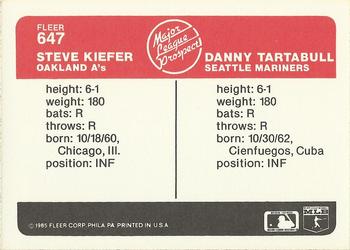 FLEER
647
STEVE KIEFER
OAKLAND A's
Major
League
Prospect
DANNY TARTABULL
SEATTLE MARINERS
height: 6-1
weight: 180
bats: R
throws: R
born: 10/18/60,
Chicago, Ill.
position: INF
height: 6-1
weight: 180
bats: R
throws: R
born: 10/30/62,
Cienfuegos, Cuba
position: INF
©1985 FLEER CORP. PHILA PA. PRINTED IN U.S.A.